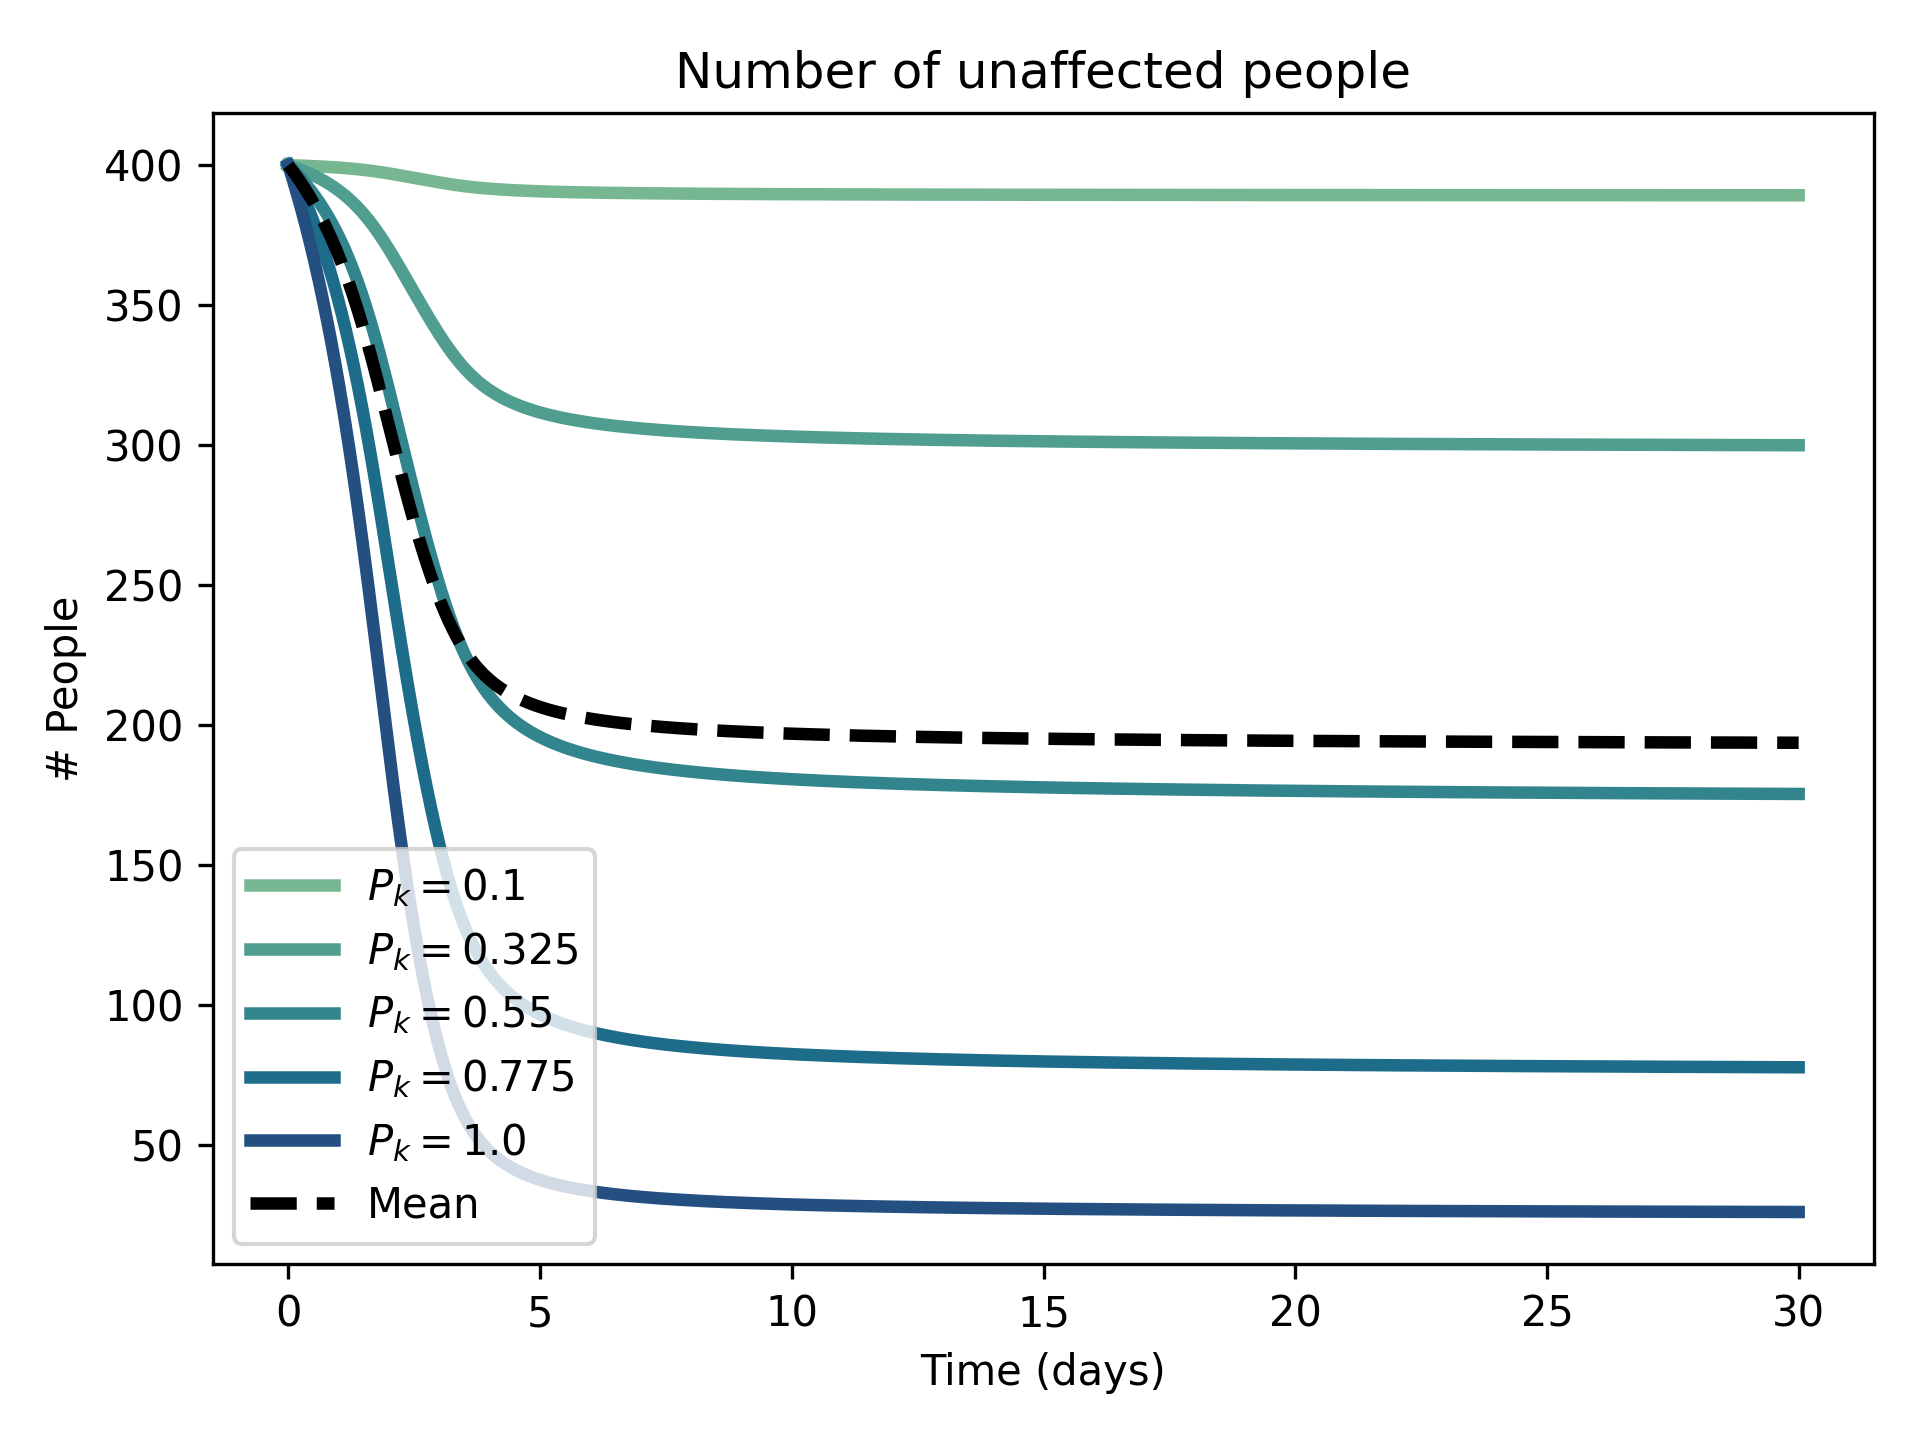 Number of unaffected people
# People
400
350
300
250
200
150
100
50
P_k = 0.1
P_k = 0.325
P_k = 0.55
P_k = 0.775
P_k = 1.0
Mean
0 5 10 15 20 25 30
Time (days)